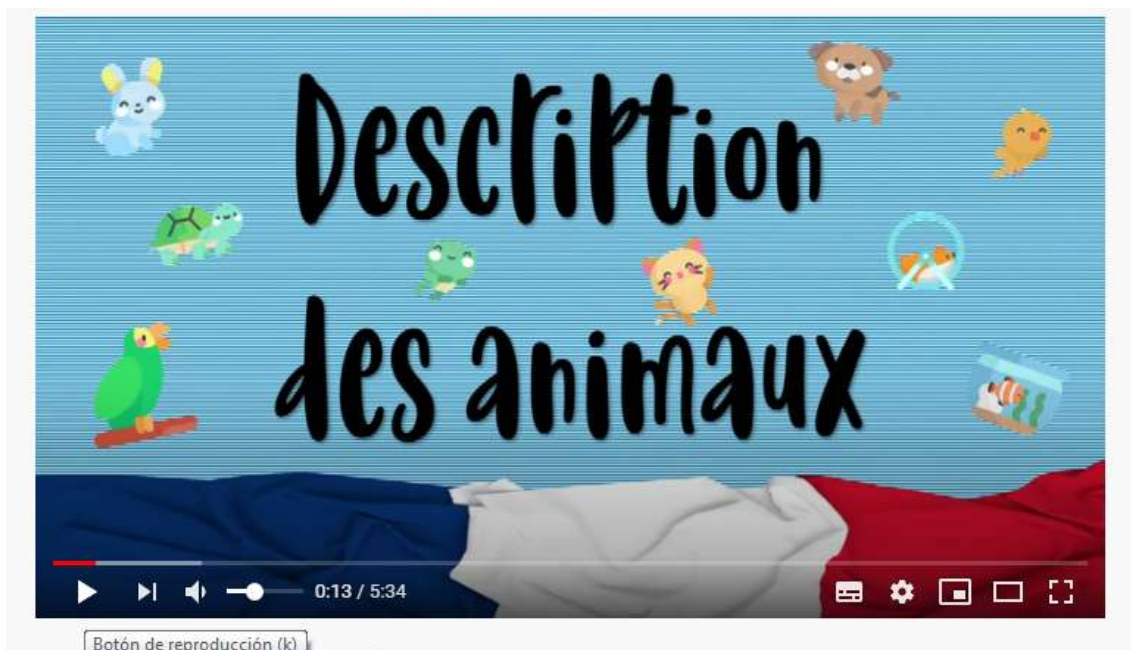 Description
des animaux
0:13 / 5:34
Botón de reproducción (k)